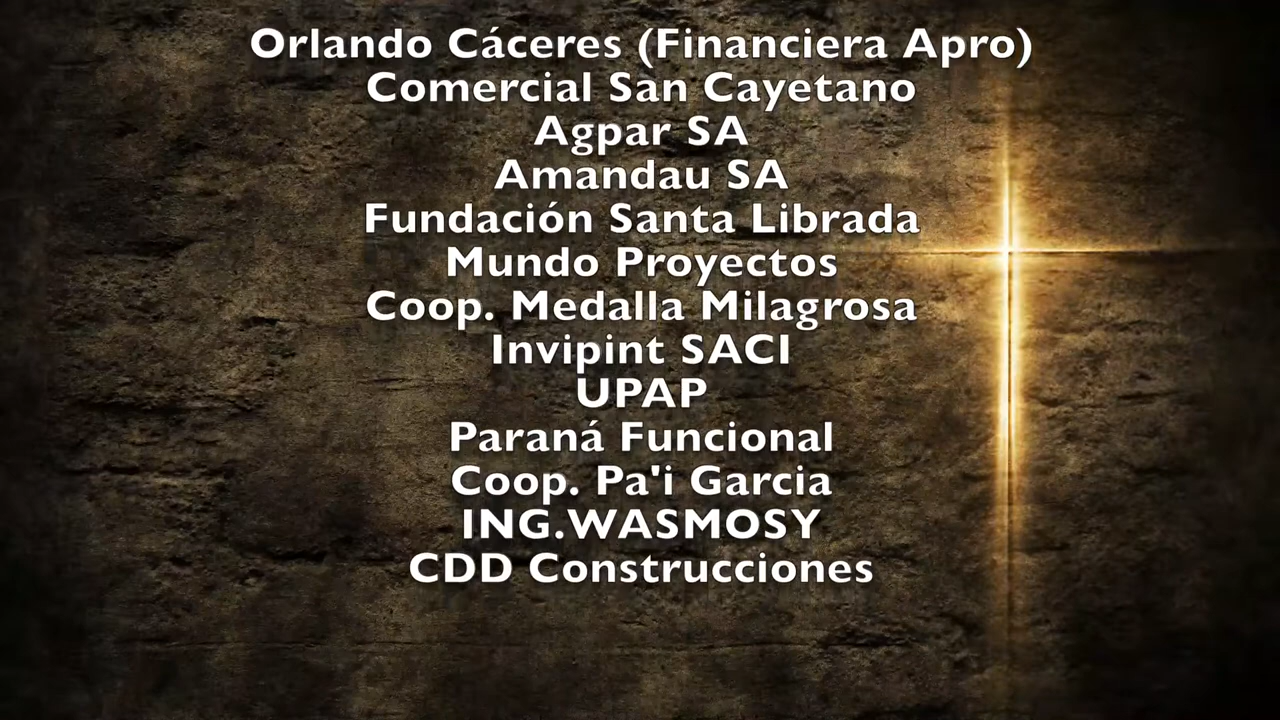 Orlando Cáceres (Financiera Apro)
Comercial San Cayetano
Agpar SA
Amandau SA
Fundación Santa Librada
Mundo Proyectos
Coop. Medalla Milagrosa
Invipint SACI
UPAP
Paraná Funcional
Coop. Pa'i Garcia
ING.WASMOSY
CDD Construcciones